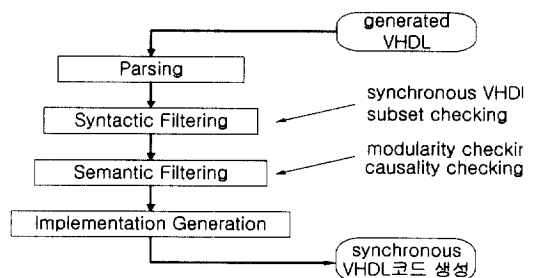 generated
VHDL
Parsing
Syntactic Filtering
synchronous VHDL
subset checking
Semantic Filtering
modularity checkin
causality checking
Implementation Generation
synchronous
VHDL코드 생성